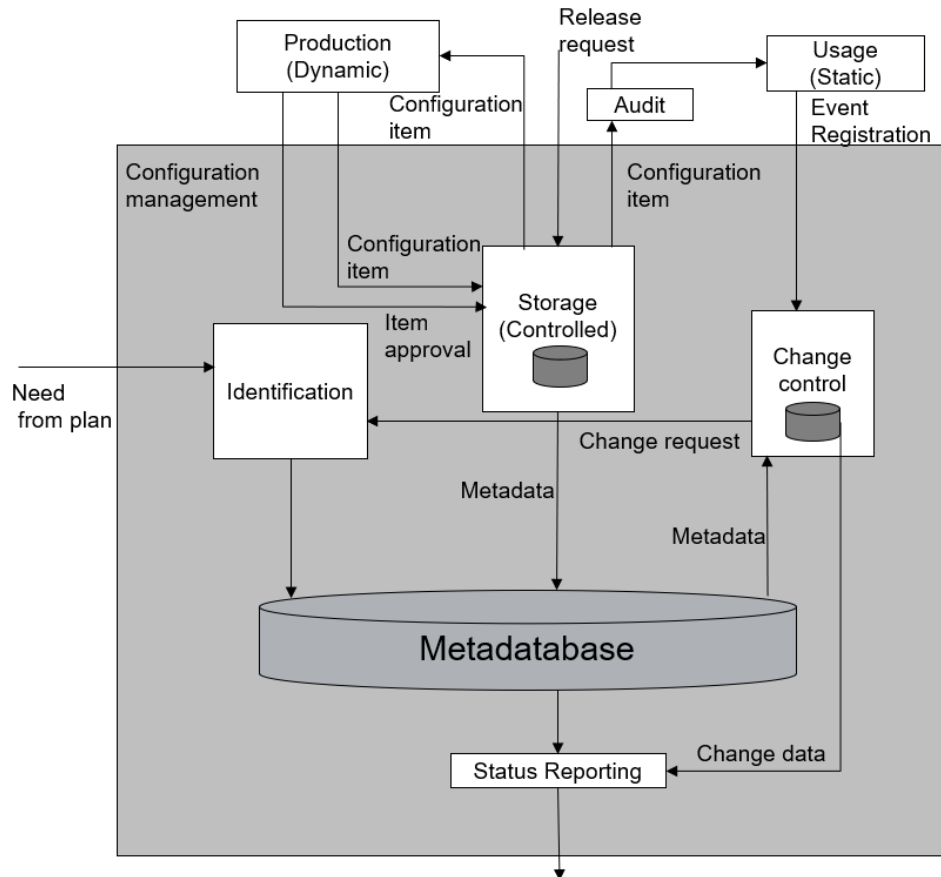 Production
(Dynamic)
Release
request
Usage
(Static)
Audit
Configuration
item
Event
Registration
Configuration
management
Configuration
item
Configuration
item
Storage
(Controlled)
Item
approval
Change
control
Identification
Need
from plan
Change request
Metadata
Metadata
Metadatabase
Change data
Status Reporting